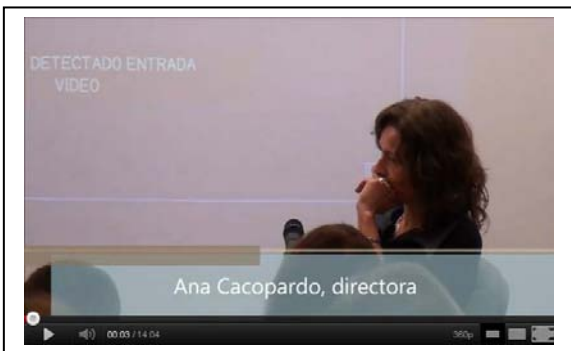 DETECTADO ENTRADA
VIDEO
Ana Cacopardo, directora
00:03 / 14:04
360p